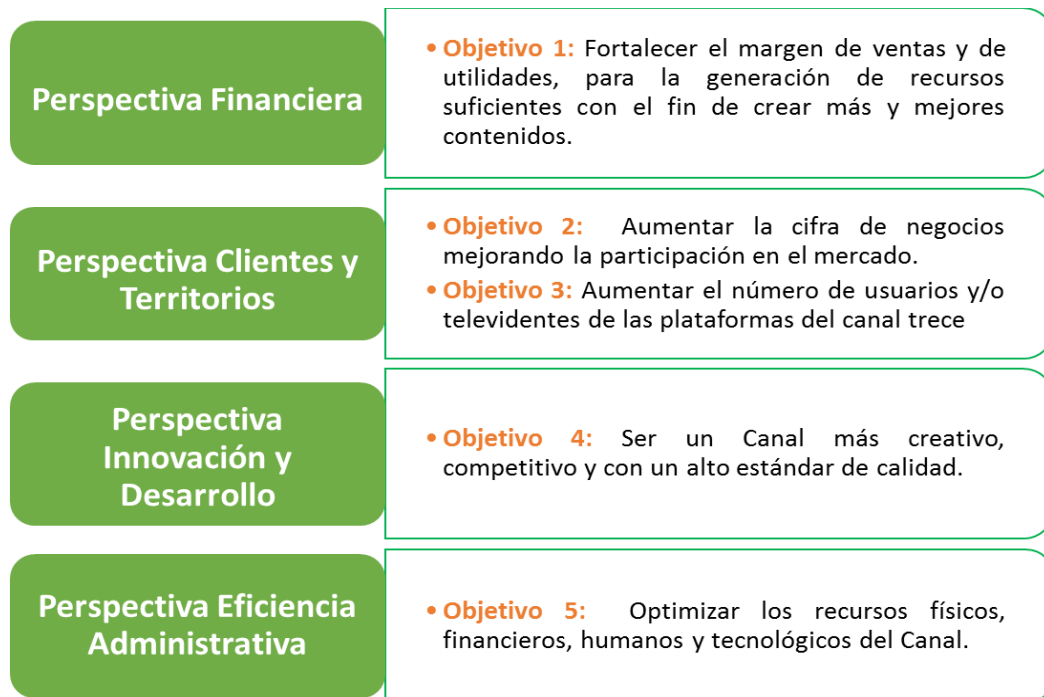 Perspectiva Financiera
• Objetivo 1: Fortalecer el margen de ventas y de
utilidades, para la generación de recursos
suficientes con el fin de crear más y mejores
contenidos.
Perspectiva Clientes y
Territorios
• Objetivo 2: Aumentar la cifra de negocios
mejorando la participación en el mercado.
• Objetivo 3: Aumentar el número de usuarios y/o
televidentes de las plataformas del canal trece
Perspectiva
Innovación y
Desarrollo
• Objetivo 4: Ser un Canal más creativo,
competitivo y con un alto estándar de calidad.
Perspectiva Eficiencia
Administrativa
• Objetivo 5: Optimizar los recursos físicos,
financieros, humanos y tecnológicos del Canal.